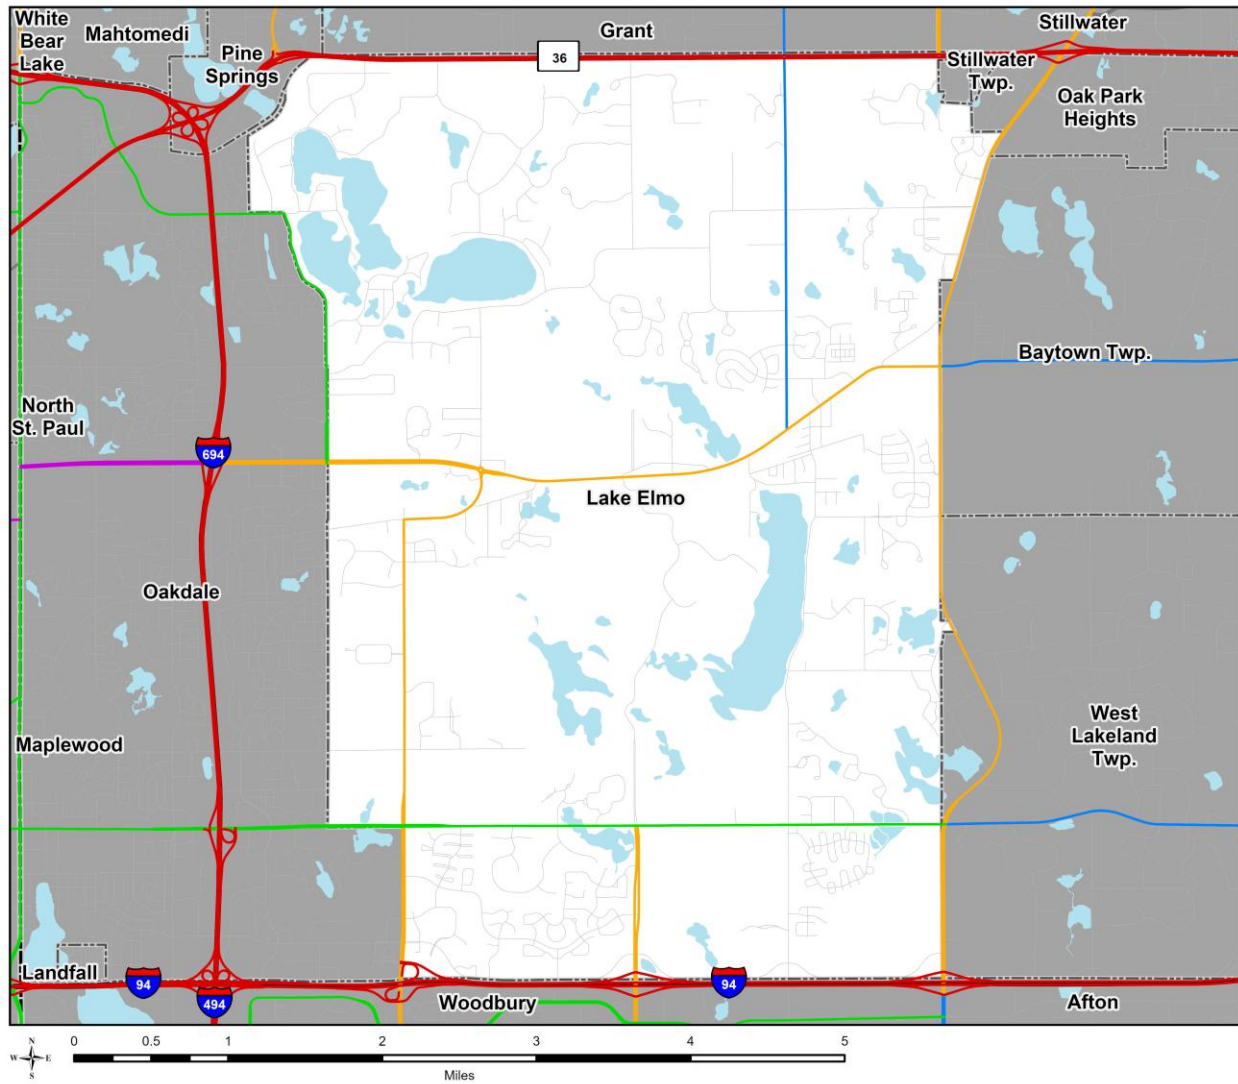 White
Bear
Lake
Mahtomedi
Pine
Springs
Grant
36
Stillwater
Stillwater
Twp.
Oak Park
Heights
Baytown Twp.
North
St. Paul
694
Lake Elmo
Oakdale
Maplewood
West
Lakeland
Twp.
Landfall
94
494
Woodbury
94
Afton
N
W E
S
0 0.5 1 2 3 4 5
Miles